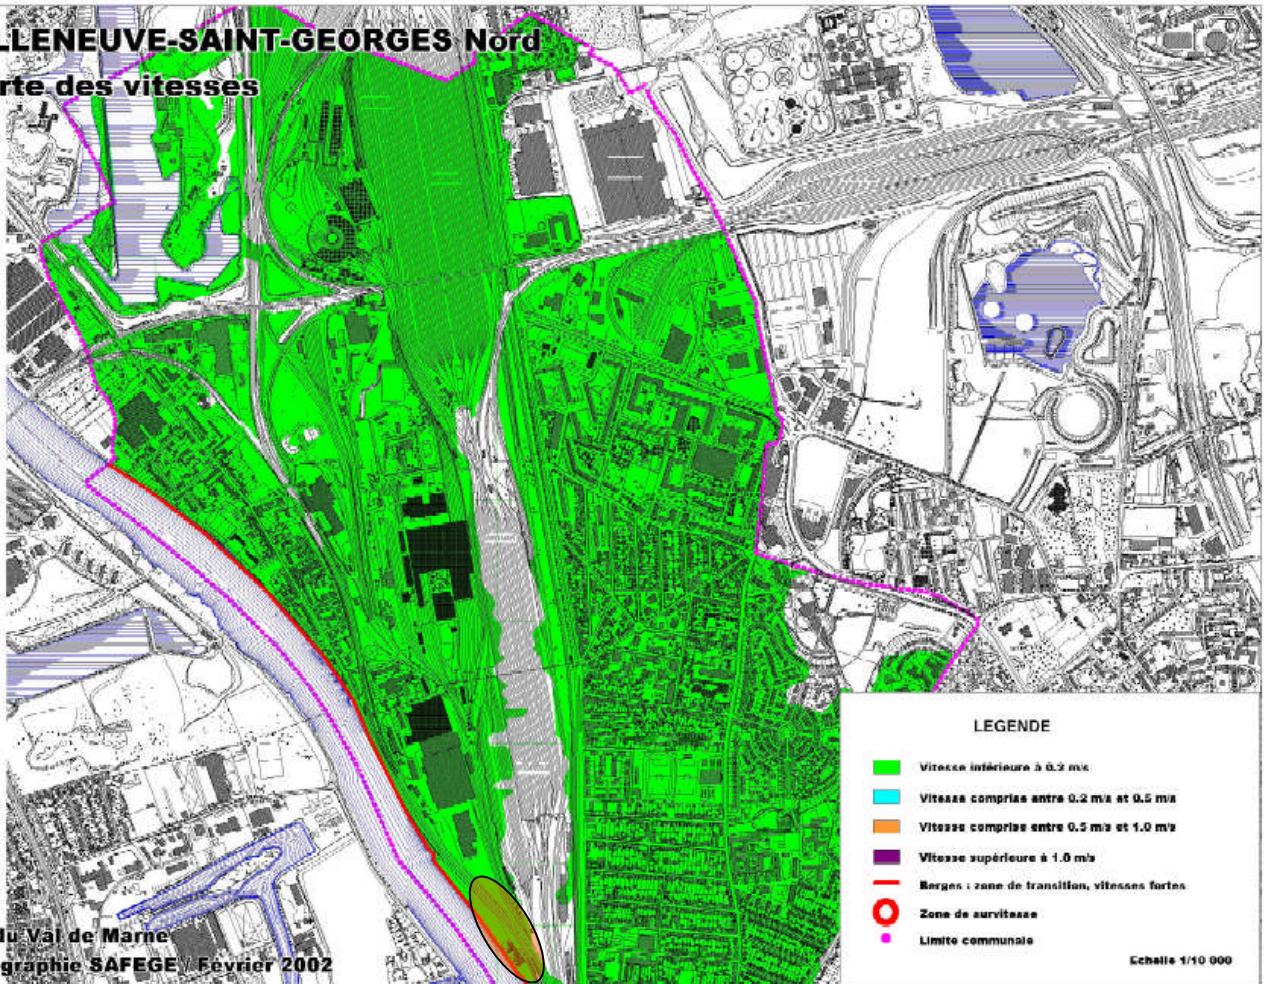 LLENEUVE-SAINT-GEORGES Nord
rte des vitesses
LEGENDE
Vitesse inférieure à 0.2 m/s
Vitesse comprise entre 0.2 m/s et 0.5 m/s
Vitesse comprise entre 0.5 m/s et 1.0 m/s
Vitesse supérieure à 1.0 m/s
Berges : zone de transition, vitesses fortes
Zone de survitesse
Limite communale
Echelle 1/10 000
du Val de Marne
graphie SAFEGE / Février 2002